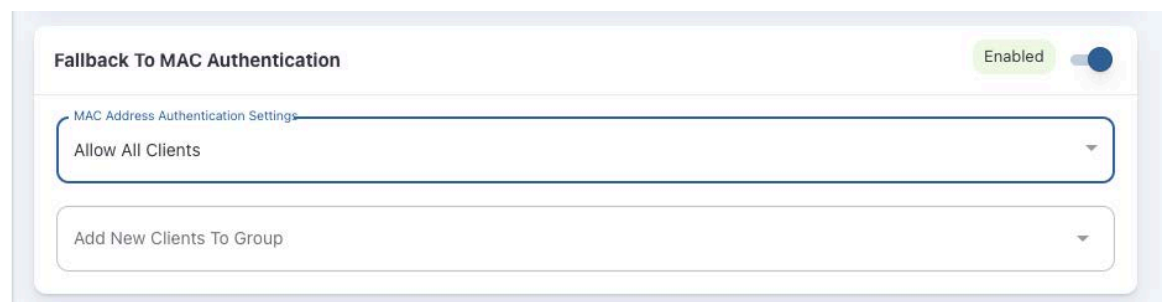 Fallback To MAC Authentication
Enabled
MAC Address Authentication Settings
Allow All Clients
Add New Clients To Group